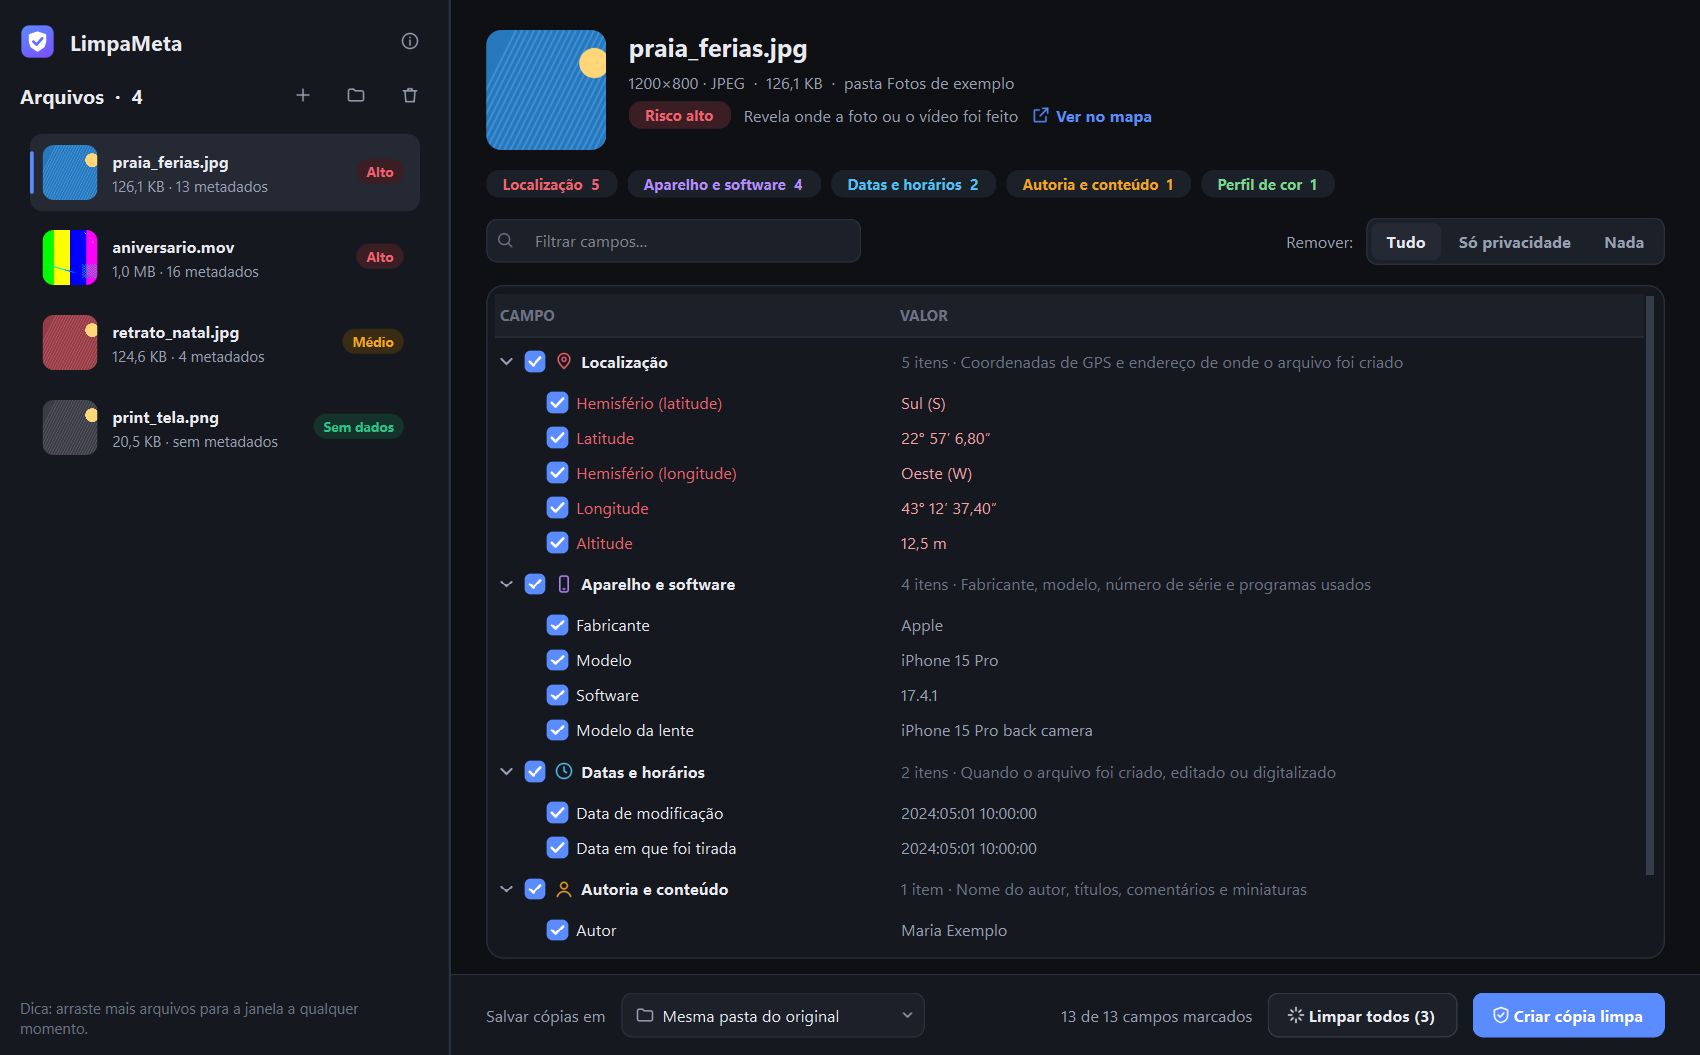 LimpaMeta
Arquivos · 4
praia_ferias.jpg
126,1 KB · 13 metadados
Alto
aniversario.mov
1,0 MB · 16 metadados
Alto
retrato_natal.jpg
124,6 KB · 4 metadados
Médio
print_tela.png
20,5 KB · sem metadados
Sem dados
Dica: arraste mais arquivos para a janela a qualquer
momento.
praia_ferias.jpg
1200×800 · JPEG · 126,1 KB · pasta Fotos de exemplo
Risco alto Revela onde a foto ou o vídeo foi feito Ver no mapa
Localização 5 Aparelho e software 4 Datas e horários 2 Autoria e conteúdo 1 Perfil de cor 1
Filtrar campos...
Remover: Tudo Só privacidade Nada
CAMPO VALOR
Localização 5 itens · Coordenadas de GPS e endereço de onde o arquivo foi criado
Hemisfério (latitude) Sul (S)
Latitude 22° 57′ 6,80″
Hemisfério (longitude) Oeste (W)
Longitude 43° 12′ 37,40″
Altitude 12,5 m
Aparelho e software 4 itens · Fabricante, modelo, número de série e programas usados
Fabricante Apple
Modelo iPhone 15 Pro
Software 17.4.1
Modelo da lente iPhone 15 Pro back camera
Datas e horários 2 itens · Quando o arquivo foi criado, editado ou digitalizado
Data de modificação 2024:05:01 10:00:00
Data em que foi tirada 2024:05:01 10:00:00
Autoria e conteúdo 1 item · Nome do autor, títulos, comentários e miniaturas
Autor Maria Exemplo
Salvar cópias em Mesma pasta do original 13 de 13 campos marcados Limpar todos (3) Criar cópia limpa